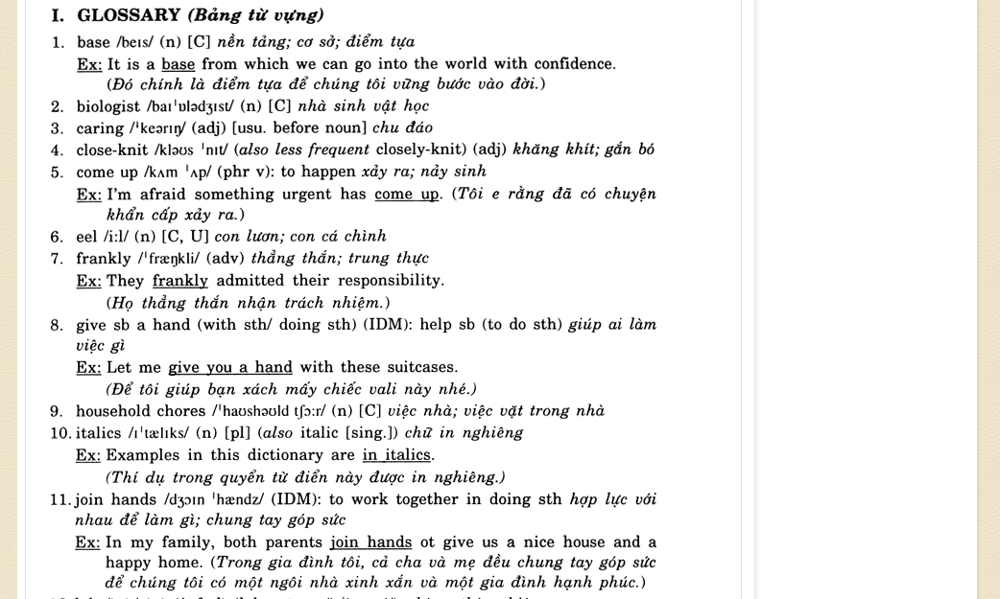 I. GLOSSARY (Bảng từ vựng)
1. base /beɪs/ (n) [C] nền tảng; cơ sở; điểm tựa
Ex: It is a base from which we can go into the world with confidence.
(Đó chính là điểm tựa để chúng tôi vững bước vào đời.)
2. biologist /baɪˈɒlədʒɪst/ (n) [C] nhà sinh vật học
3. caring /ˈkeərɪŋ/ (adj) [usu. before noun] chu đáo
4. close-knit /kləʊs ˈnɪt/ (also less frequent closely-knit) (adj) khăng khít; gắn bó
5. come up /kʌm ˈʌp/ (phr v): to happen xảy ra; nảy sinh
Ex: I'm afraid something urgent has come up. (Tôi e rằng đã có chuyện
khẩn cấp xảy ra.)
6. eel /iːl/ (n) [C, U] con lươn; con cá chình
7. frankly /ˈfræŋkli/ (adv) thẳng thắn; trung thực
Ex: They frankly admitted their responsibility.
(Họ thẳng thắn nhận trách nhiệm.)
8. give sb a hand (with sth/ doing sth) (IDM): help sb (to do sth) giúp ai làm
việc gì
Ex: Let me give you a hand with these suitcases.
(Để tôi giúp bạn xách mấy chiếc vali này nhé.)
9. household chores /ˈhaʊshəʊld tʃɔːr/ (n) [C] việc nhà; việc vặt trong nhà
10. italics /ɪˈtælɪks/ (n) [pl] (also italic [sing.]) chữ in nghiêng
Ex: Examples in this dictionary are in italics.
(Thí dụ trong quyển từ điển này được in nghiêng.)
11. join hands /dʒɔɪn ˈhændz/ (IDM): to work together in doing sth hợp lực với
nhau để làm gì; chung tay góp sức
Ex: In my family, both parents join hands ot give us a nice house and a
happy home. (Trong gia đình tôi, cả cha và mẹ đều chung tay góp sức
để chúng tôi có một ngôi nhà xinh xắn và một gia đình hạnh phúc.)